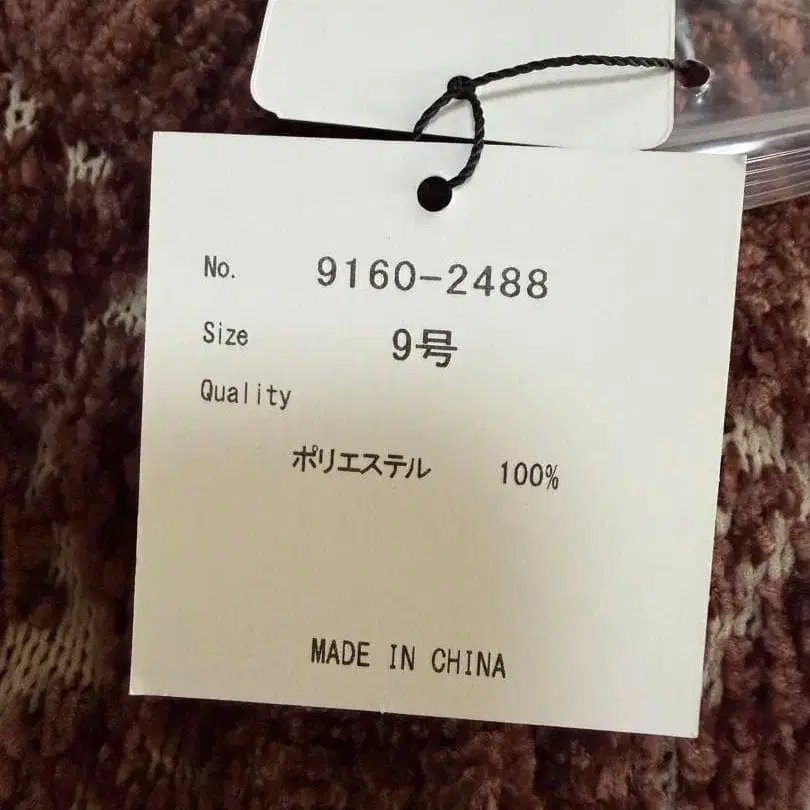 No. 9160-2488
Size 9号
Quality
ポリエステル 100%
MADE IN CHINA